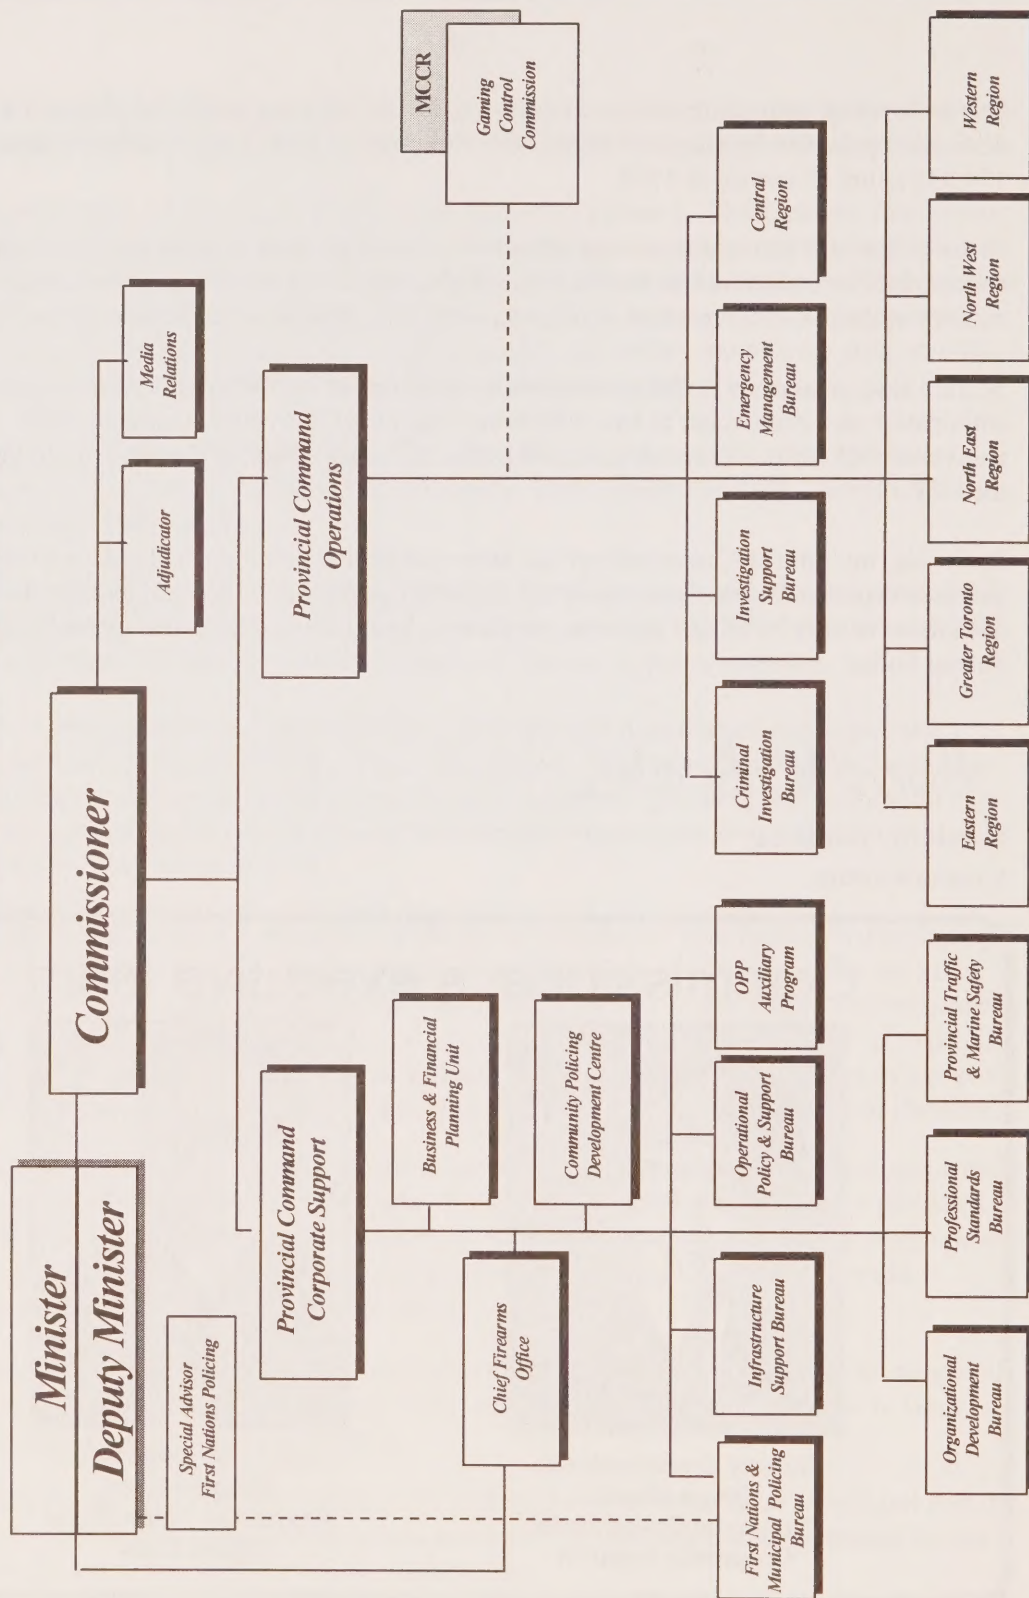 Minister
Deputy Minister
Commissioner
Special Advisor
First Nations Policing
Adjudicator
Media
Relations
Provincial Command
Corporate Support
Provincial Command
Operations
MCCR
Gaming
Control
Commission
Business & Financial
Planning Unit
Chief Firearms
Office
Community Policing
Development Centre
First Nations &
Municipal Policing
Bureau
Infrastructure
Support Bureau
Operational
Policy & Support
Bureau
OPP
Auxiliary
Program
Criminal
Investigation
Bureau
Investigation
Support
Bureau
Emergency
Management
Bureau
Central
Region
Organizational
Development
Bureau
Professional
Standards
Bureau
Provincial Traffic
& Marine Safety
Bureau
Eastern
Region
Greater Toronto
Region
North East
Region
North West
Region
Western
Region